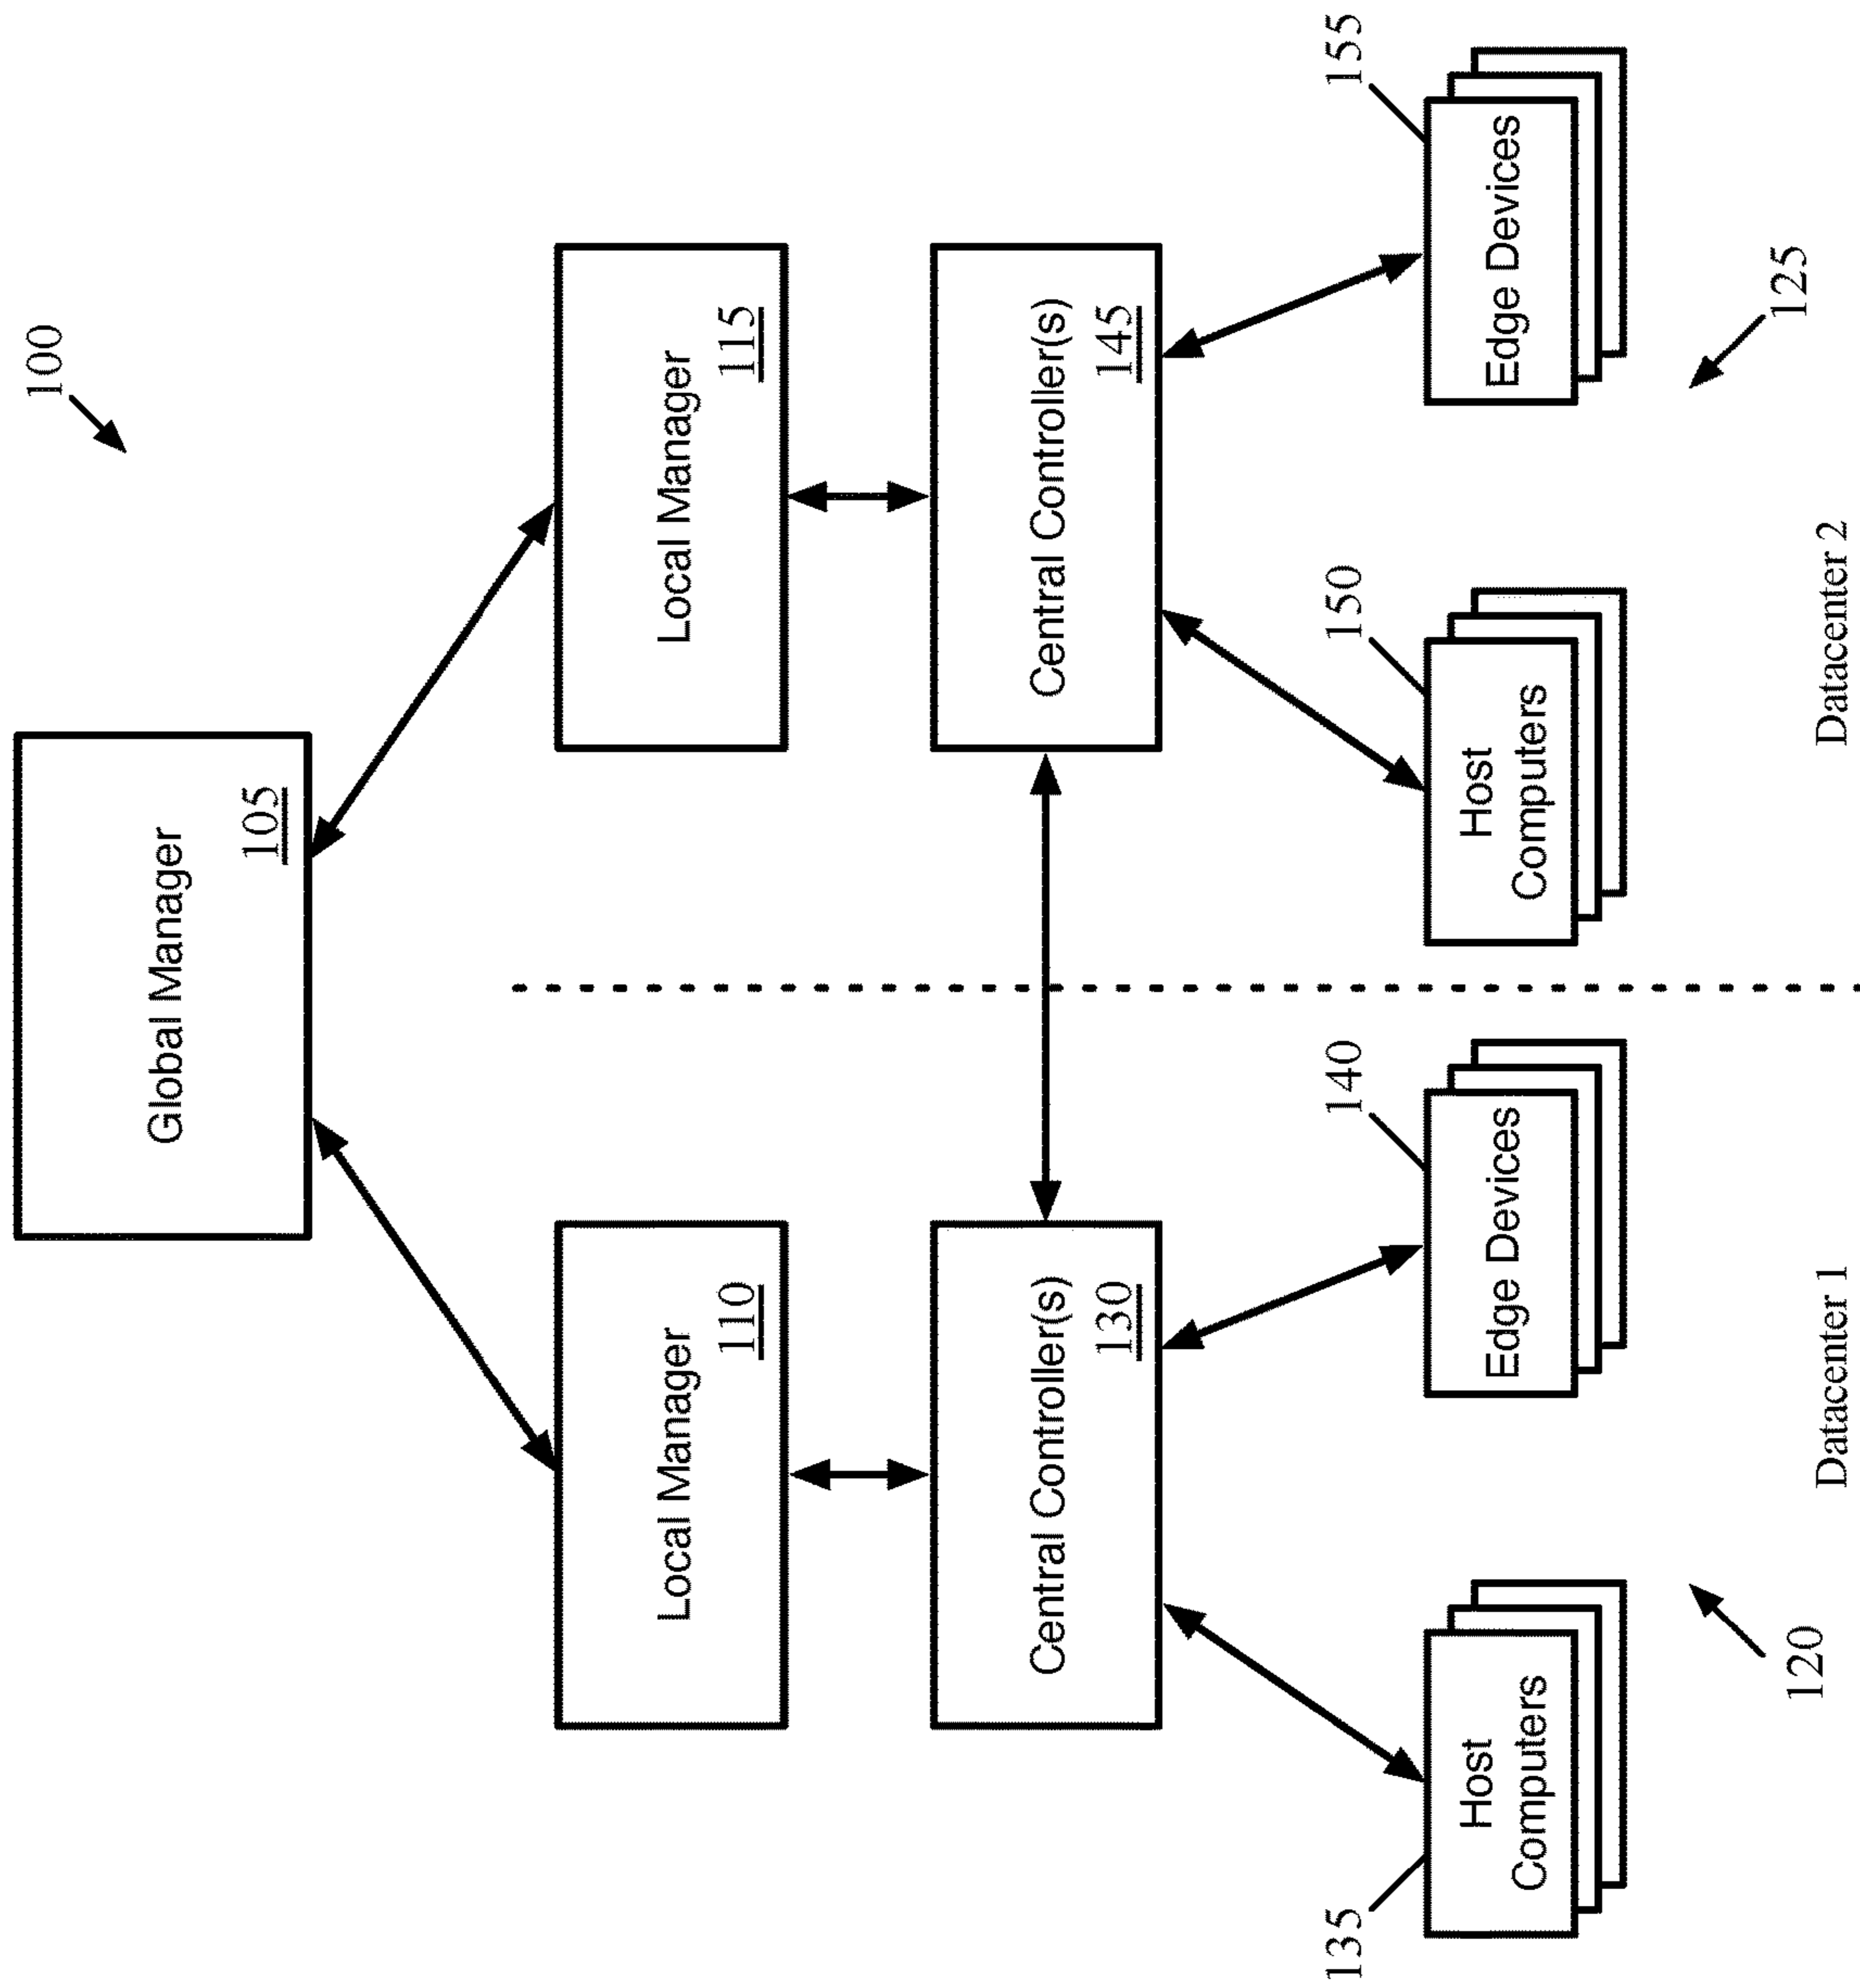 100
Global Manager
105
Local Manager
110
Local Manager
115
Central Controller(s)
130
Central Controller(s)
145
135
140
150
155
Host
Computers
Edge Devices
Host
Computers
Edge Devices
120
125
Datacenter 1
Datacenter 2